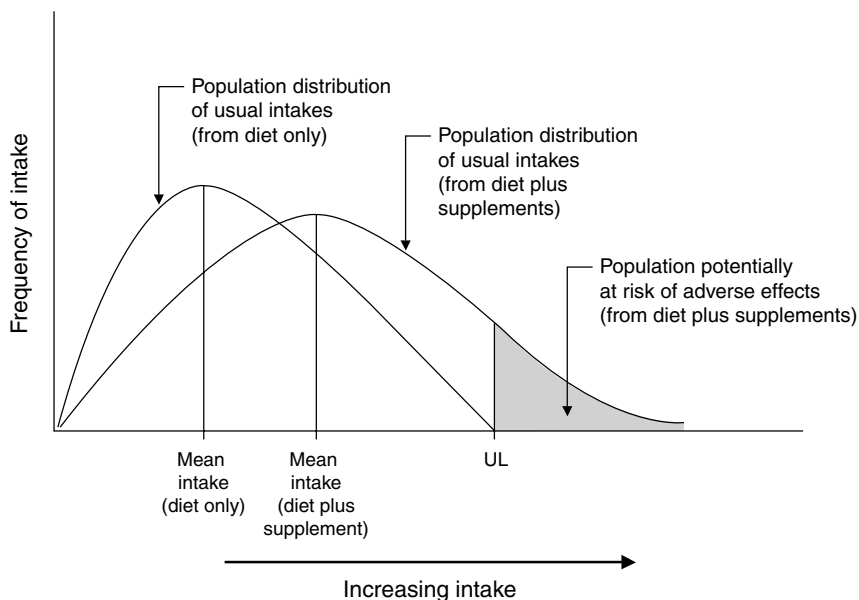 Population distribution
of usual intakes
(from diet only)
Population distribution
of usual intakes
(from diet plus
supplements)
Population potentially
at risk of adverse effects
(from diet plus supplements)
Frequency of intake
Mean
intake
(diet only)
Mean
intake
(diet plus
supplement)
UL
Increasing intake